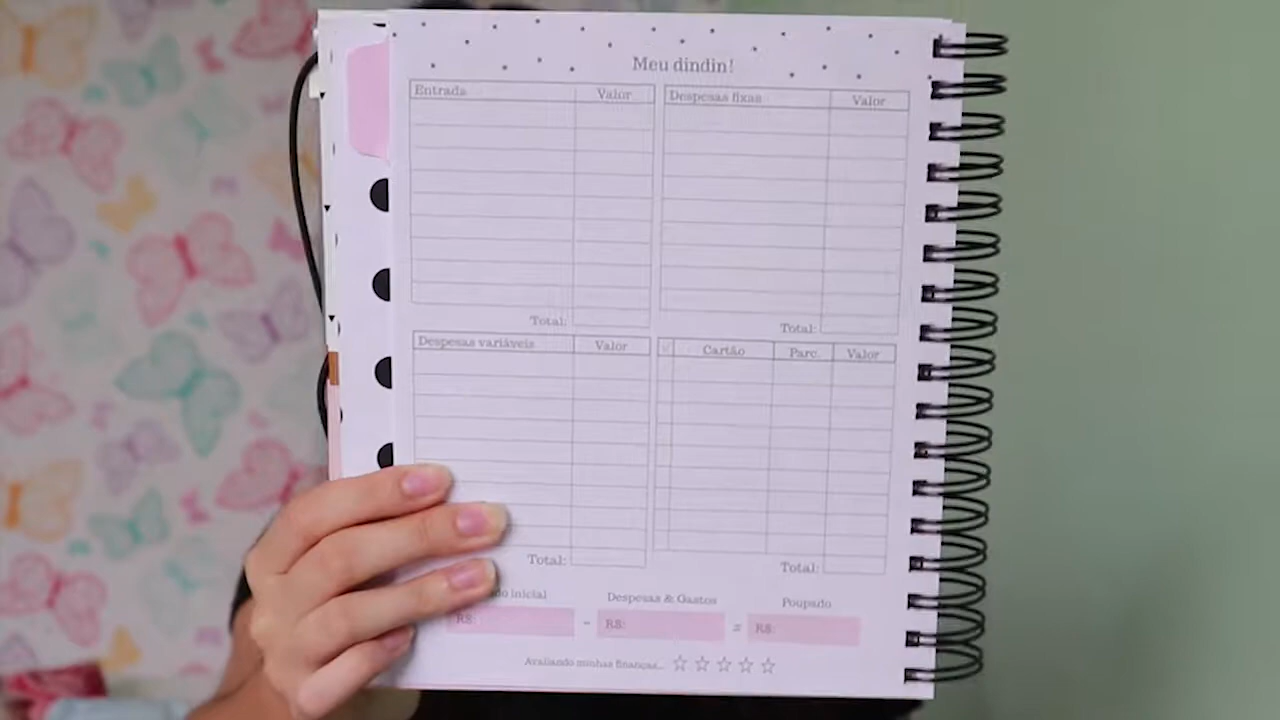 Meu dindin!
Entrada Valor
Despesas fixas Valor
Total:
Total:
Despesas variáveis Valor
Cartão Parc. Valor
Total:
Total:
inicial Despesas & Gastos Poupado
R$: - R$: = R$:
Avaliando minhas finanças...